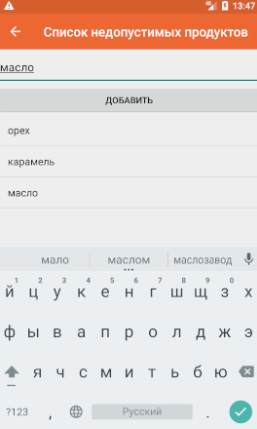 13:47
Список недопустимых продуктов
масло
ДОБАВИТЬ
орех
карамель
масло
мало маслом маслозавод
1 2 3 4 5 6 7 8 9 0
й ц у к е н г ш щ з х
ф ы в а п р о л д ж э
я ч с м и т ь б ю
?123 , Русский .